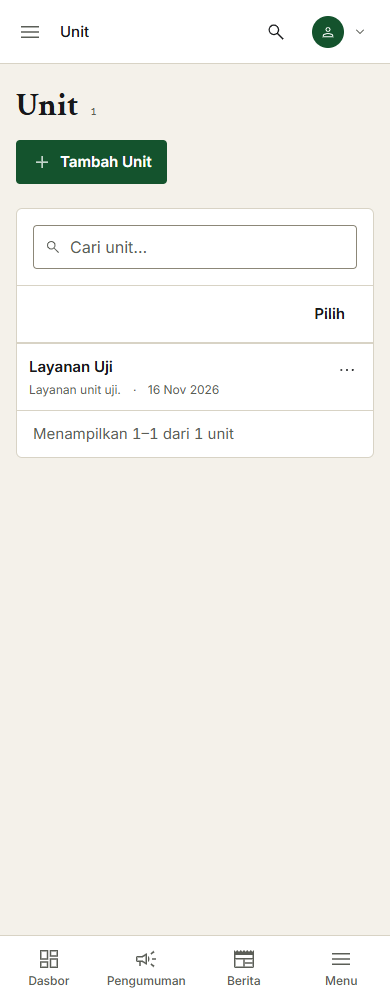 Unit
Unit 1
Tambah Unit
Cari unit...
Pilih
Layanan Uji
...
Layanan unit uji. · 16 Nov 2026
Menampilkan 1–1 dari 1 unit
Dasbor Pengumuman Berita Menu